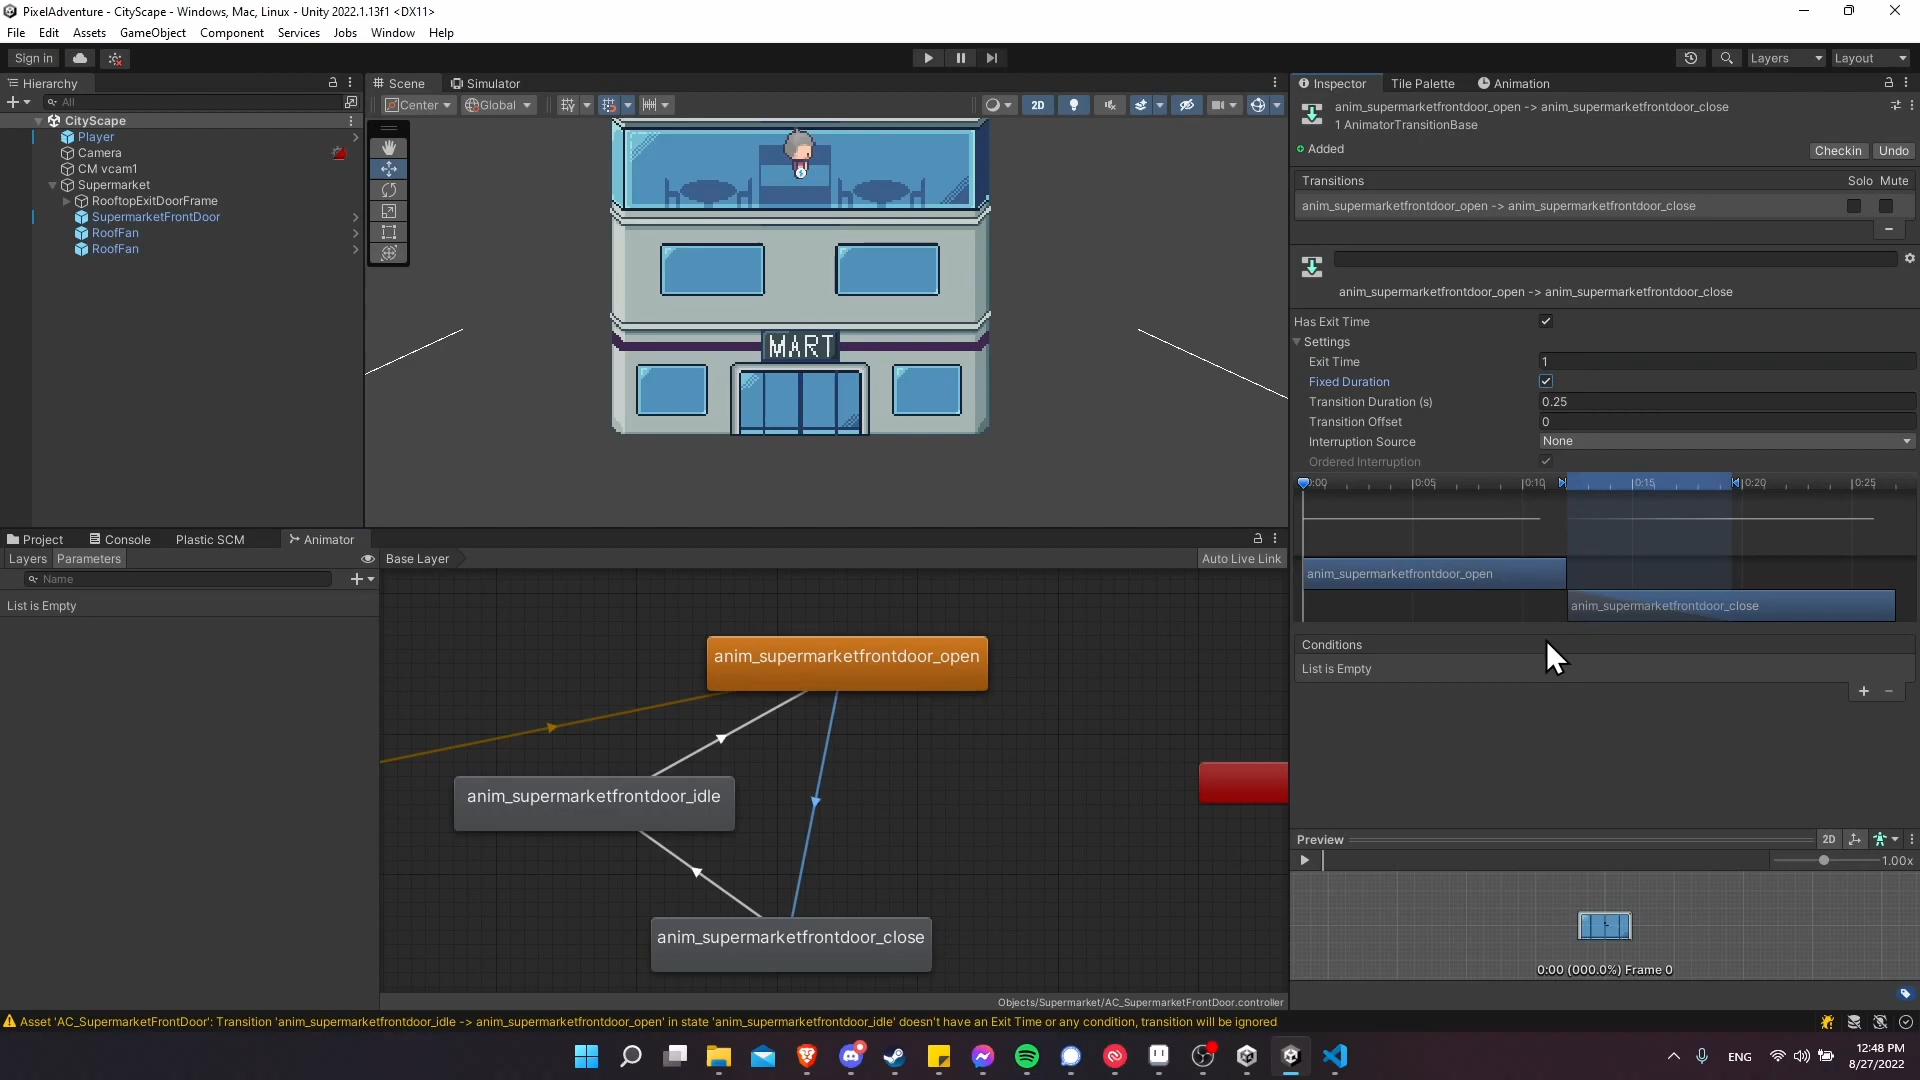 PixelAdventure - CityScape - Windows, Mac, Linux - Unity 2022.1.13f1 <DX11>
File Edit Assets GameObject Component Services Jobs Window Help
Sign in
Layers Layout
Hierarchy
All
CityScape
Player
Camera
CM vcam1
Supermarket
RooftopExitDoorFrame
SupermarketFrontDoor
RoofFan
RoofFan
Scene Simulator
Center Global 2D
MART
Inspector Tile Palette Animation
anim_supermarketfrontdoor_open -> anim_supermarketfrontdoor_close
1 AnimatorTransitionBase
Added Checkin Undo
Transitions Solo Mute
anim_supermarketfrontdoor_open -> anim_supermarketfrontdoor_close
anim_supermarketfrontdoor_open -> anim_supermarketfrontdoor_close
Has Exit Time
Settings
Exit Time 1
Fixed Duration
Transition Duration (s) 0.25
Transition Offset 0
Interruption Source None
Ordered Interruption
0:00 0:05 0:10 0:15 0:20 0:25
anim_supermarketfrontdoor_open
anim_supermarketfrontdoor_close
Conditions
List is Empty
Preview 2D
1.00x
0:00 (000.0%) Frame 0
Project Console Plastic SCM Animator
Layers Parameters Base Layer Auto Live Link
Name
List is Empty
anim_supermarketfrontdoor_open
anim_supermarketfrontdoor_idle
anim_supermarketfrontdoor_close
Objects/Supermarket/AC_SupermarketFrontDoor.controller
Asset 'AC_SupermarketFrontDoor': Transition 'anim_supermarketfrontdoor_idle -> anim_supermarketfrontdoor_open' in state 'anim_supermarketfrontdoor_idle' doesn't have an Exit Time or any condition, transition will be ignored
ENG
12:48 PM
8/27/2022